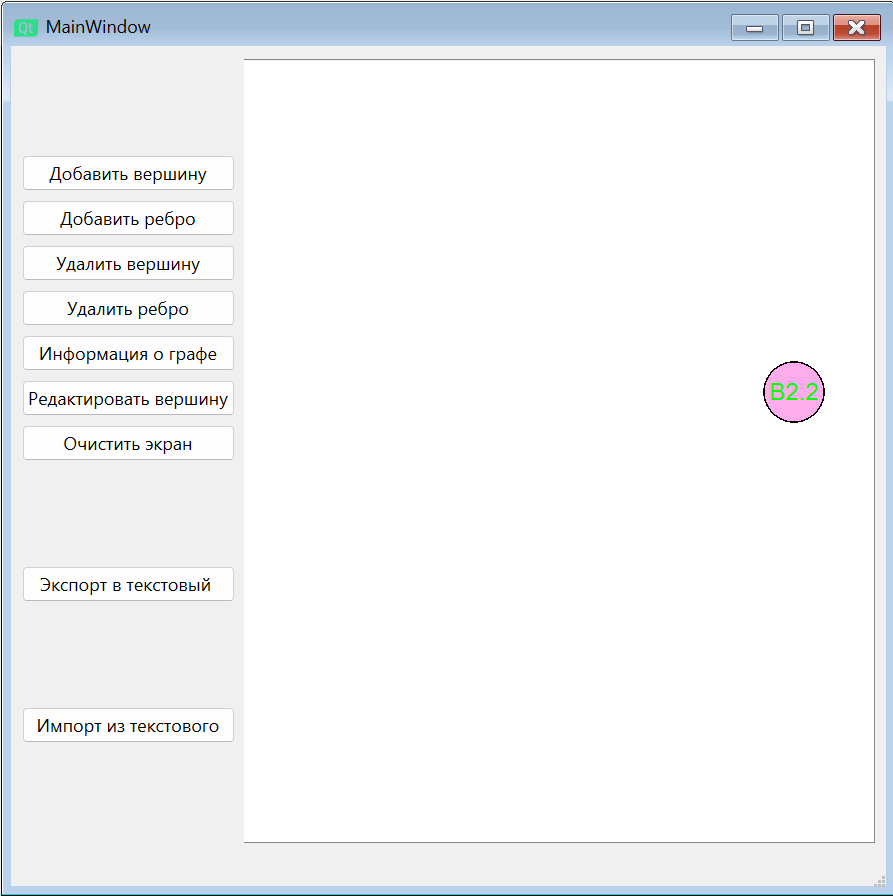 Qt MainWindow
Добавить вершину
Добавить ребро
Удалить вершину
Удалить ребро
Информация о графе
Редактировать вершину
Очистить экран
B2.2
Экспорт в текстовый
Импорт из текстового